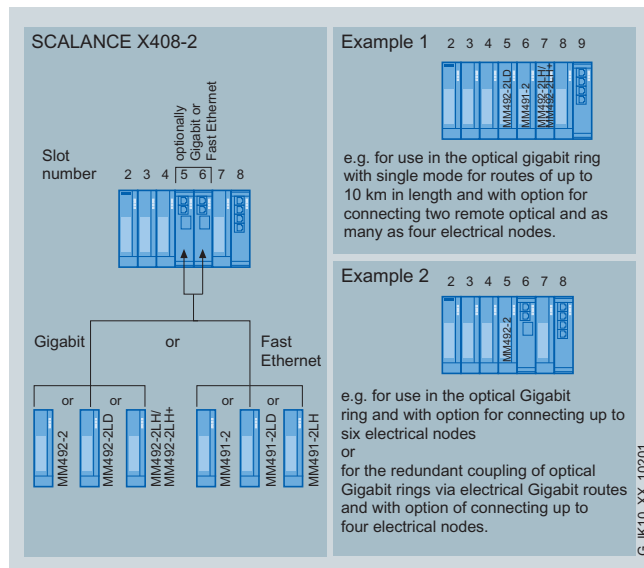 SCALANCE X408-2
optionally
Gigabit or
Fast Ethernet
Slot
number
2 3 4 5 6 7 8
Gigabit
or
Fast
Ethernet
or
or
or
or
MM492-2
MM492-2LD
MM492-2LH/
MM492-2LH+
MM491-2
MM491-2LD
MM491-2LH
Example 1
2 3 4 5 6 7 8 9
MM492-2LD
MM491-2
MM492-2LH/
MM492-2LH+
e.g. for use in the optical gigabit ring
with single mode for routes of up to
10 km in length and with option for
connecting two remote optical and as
many as four electrical nodes.
Example 2
2 3 4 5 6 7 8
MM492-2
e.g. for use in the optical Gigabit
ring and with option for connecting up to
six electrical nodes
or
for the redundant coupling of optical
Gigabit rings via electrical Gigabit routes
and with option of connecting up to
four electrical nodes.
G_IK10_XX_10201